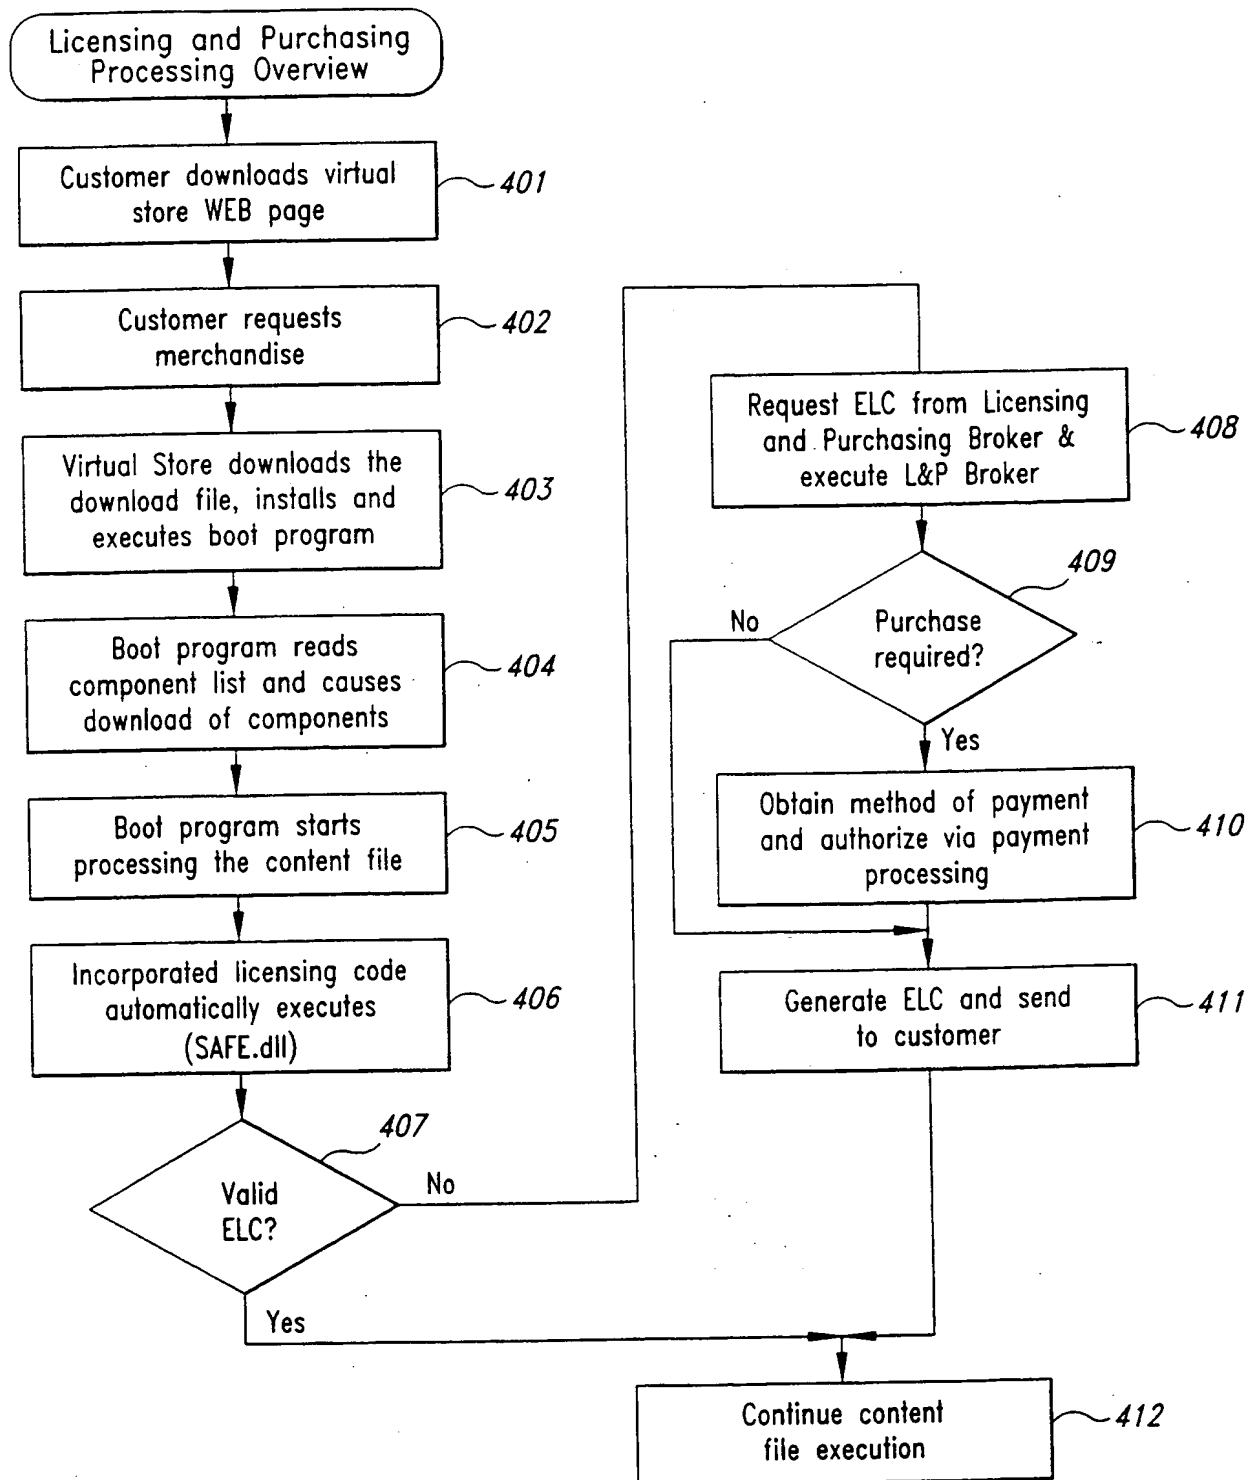 Licensing and Purchasing
Processing Overview
Customer downloads virtual
store WEB page
401
Customer requests
merchandise
402
Virtual Store downloads the
download file, installs and
executes boot program
403
Boot program reads
component list and causes
download of components
404
Boot program starts
processing the content file
405
Incorporated licensing code
automatically executes
(SAFE.dll)
406
407
Valid
ELC?
No
Yes
Request ELC from Licensing
and Purchasing Broker &
execute L&P Broker
408
409
Purchase
required?
No
Yes
Obtain method of payment
and authorize via payment
processing
410
Generate ELC and send
to customer
411
Continue content
file execution
412